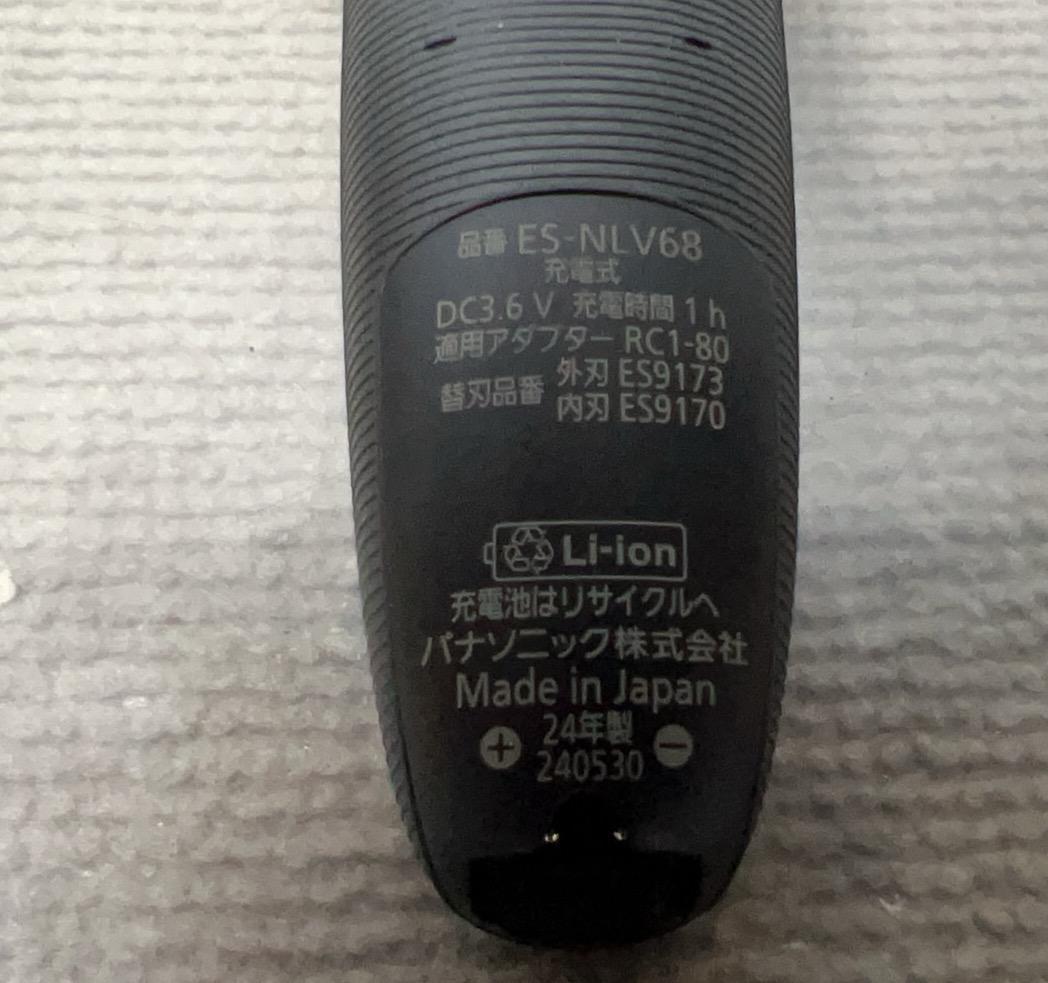 品番 ES-NLV68
充電式
DC3.6 V 充電時間 1 h
適用アダプター RC1-80
替刃品番 外刃 ES9173
内刃 ES9170
Li-ion
充電池はリサイクルへ
パナソニック株式会社
Made in Japan
24年製
+ 240530 −